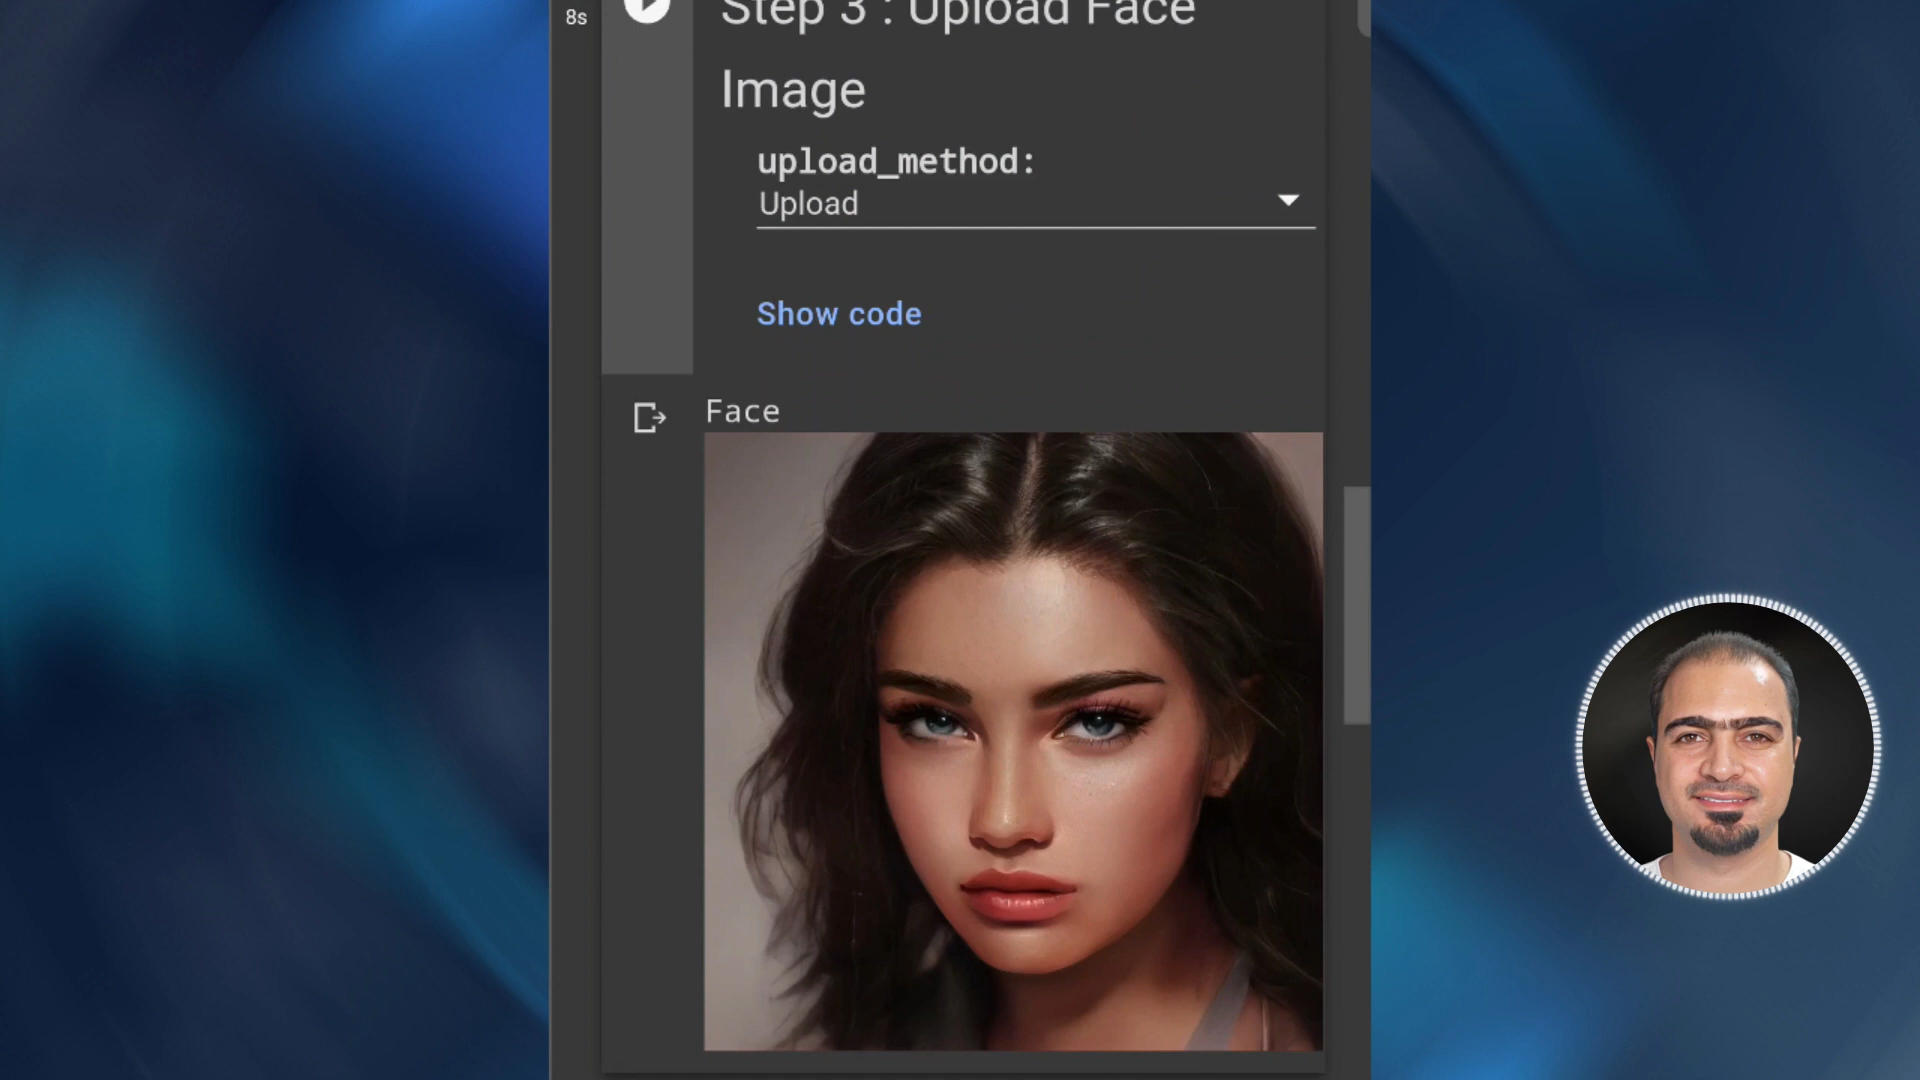 8s
Step 3 : Upload Face
Image
upload_method:
Upload
Show code
Face